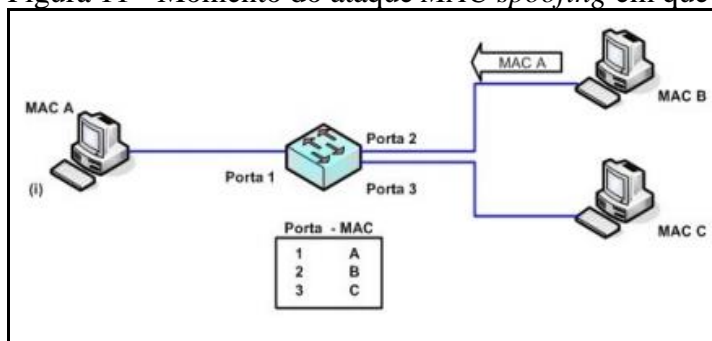 Figura 11 - Momento do ataque MAC spoofing em que
MAC A
MAC A
MAC B
(i)
Porta 1
Porta 2
Porta 3
MAC C
Porta - MAC
1 A
2 B
3 C